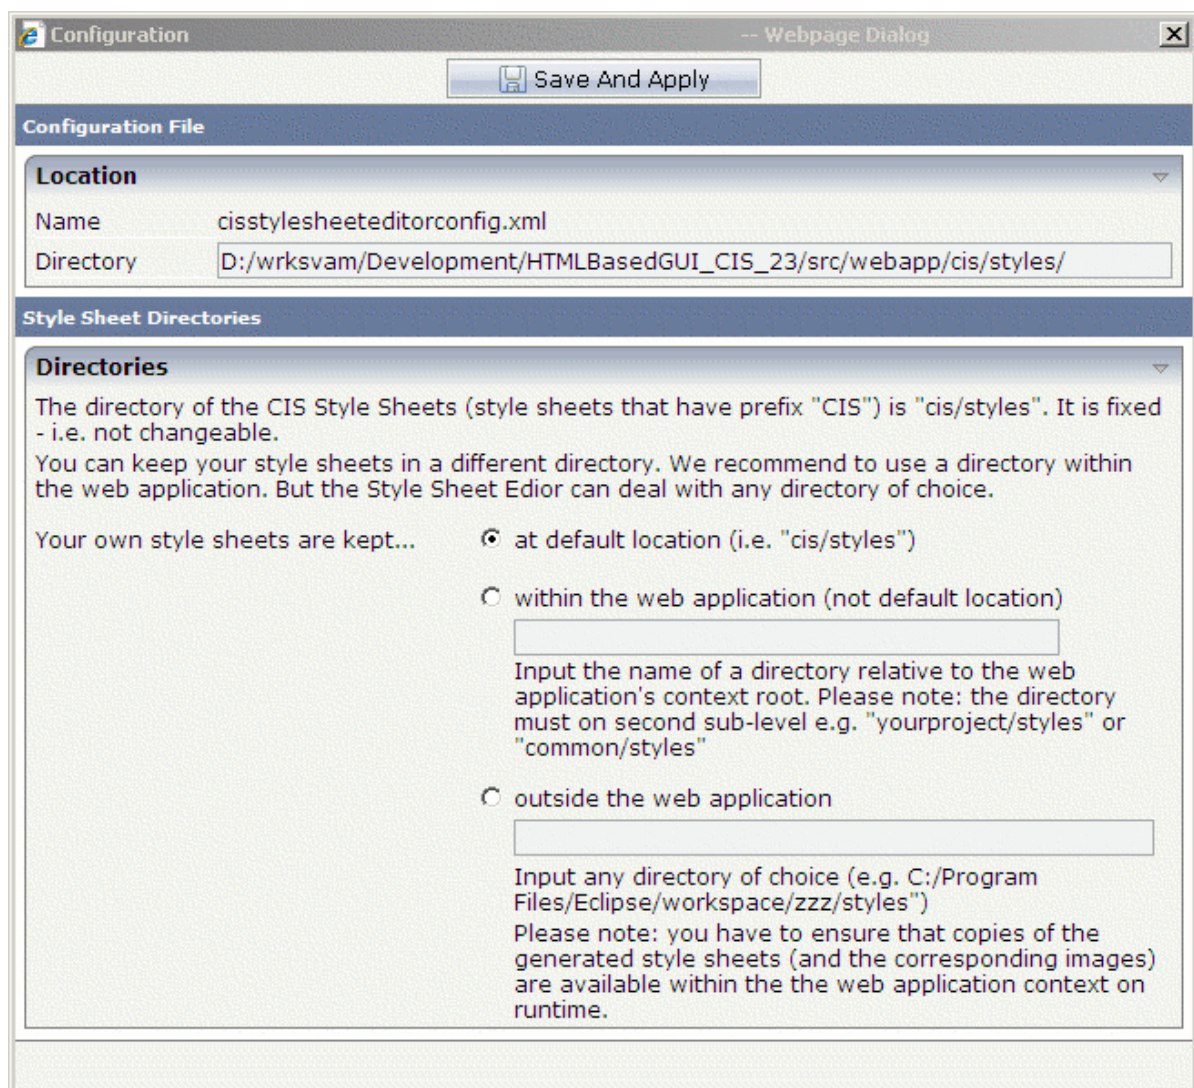 Configuration -- Webpage Dialog
Save And Apply
Configuration File
Location
Name cisstylesheeteditorconfig.xml
Directory D:/wrksvam/Development/HTMLBasedGUI_CIS_23/src/webapp/cis/styles/
Style Sheet Directories
Directories
The directory of the CIS Style Sheets (style sheets that have prefix "CIS") is "cis/styles". It is fixed
- i.e. not changeable.
You can keep your style sheets in a different directory. We recommend to use a directory within
the web application. But the Style Sheet Edior can deal with any directory of choice.
Your own style sheets are kept... at default location (i.e. "cis/styles")
within the web application (not default location)
Input the name of a directory relative to the web
application's context root. Please note: the directory
must on second sub-level e.g. "yourproject/styles" or
"common/styles"
outside the web application
Input any directory of choice (e.g. C:/Program
Files/Eclipse/workspace/zzz/styles")
Please note: you have to ensure that copies of the
generated style sheets (and the corresponding images)
are available within the the web application context on
runtime.